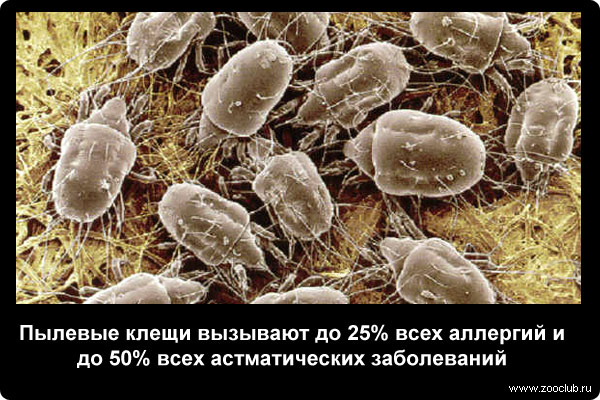 Пылевые клещи вызывают до 25% всех аллергий и
до 50% всех астматических заболеваний
www.zooclub.ru